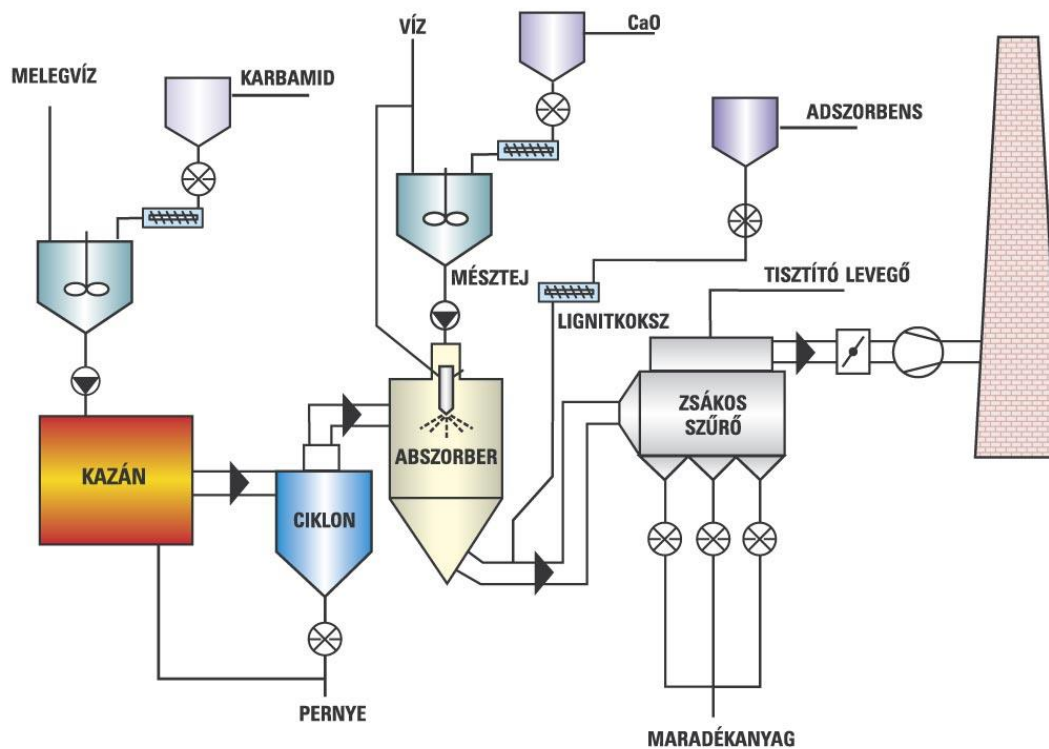 VÍZ
CaO
MELEGVÍZ
KARBAMID
ADSZORBENS
MÉSZTEJ
TISZTÍTÓ LEVEGŐ
LIGNITKOKSZ
ZSÁKOS
SZŰRŐ
ABSZORBER
KAZÁN
CIKLON
PERNYE
MARADÉKANYAG